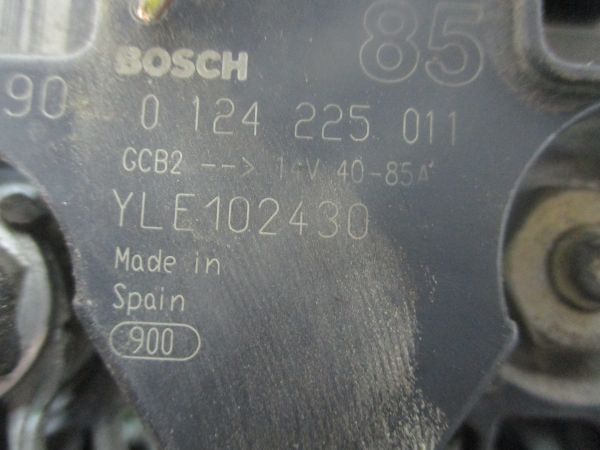 BOSCH 85
90 0 124 225 011
GCB2 --> 14V 40-85A
YLE102430
Made in
Spain
900